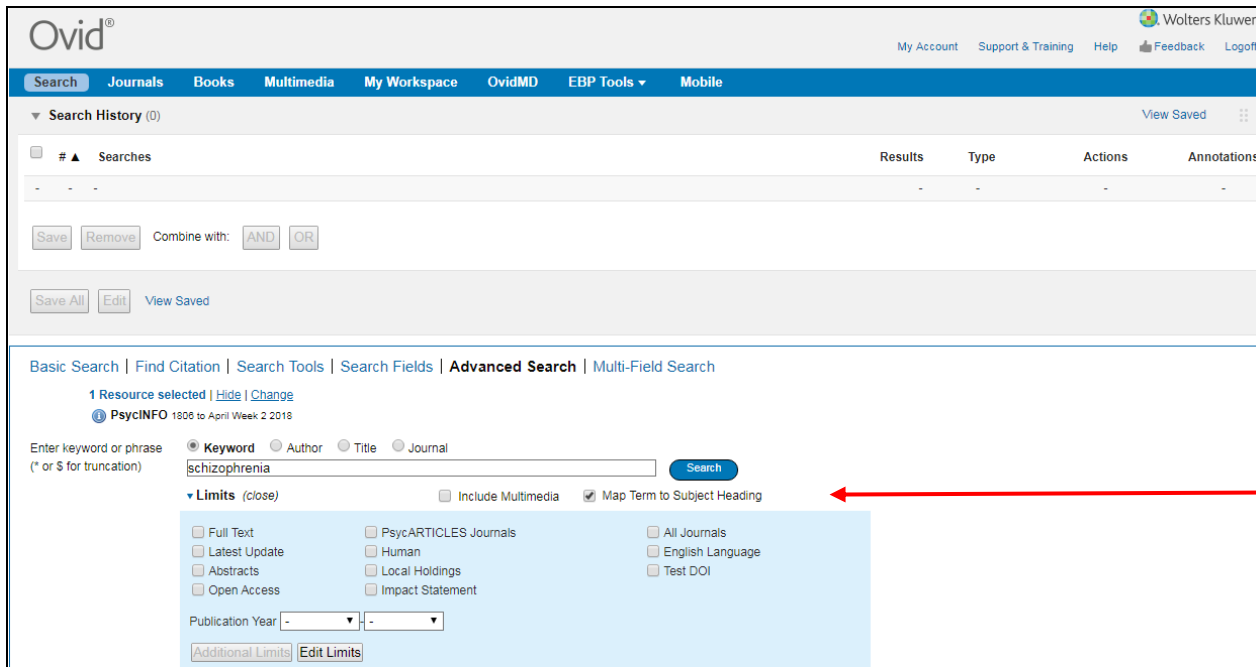 Ovid®
Wolters Kluwer
My Account Support & Training Help Feedback Logoff
Search Journals Books Multimedia My Workspace OvidMD EBP Tools ▾ Mobile
▼ Search History (0) View Saved
# ▲ Searches Results Type Actions Annotations
- - - - - - -
Save Remove Combine with: AND OR
Save All Edit View Saved
Basic Search | Find Citation | Search Tools | Search Fields | Advanced Search | Multi-Field Search
1 Resource selected | Hide | Change
PsycINFO 1806 to April Week 2 2018
Enter keyword or phrase Keyword Author Title Journal
(* or $ for truncation) schizophrenia Search
▾ Limits (close) Include Multimedia Map Term to Subject Heading
Full Text PsycARTICLES Journals All Journals
Latest Update Human English Language
Abstracts Local Holdings Test DOI
Open Access Impact Statement
Publication Year - - -
Additional Limits Edit Limits